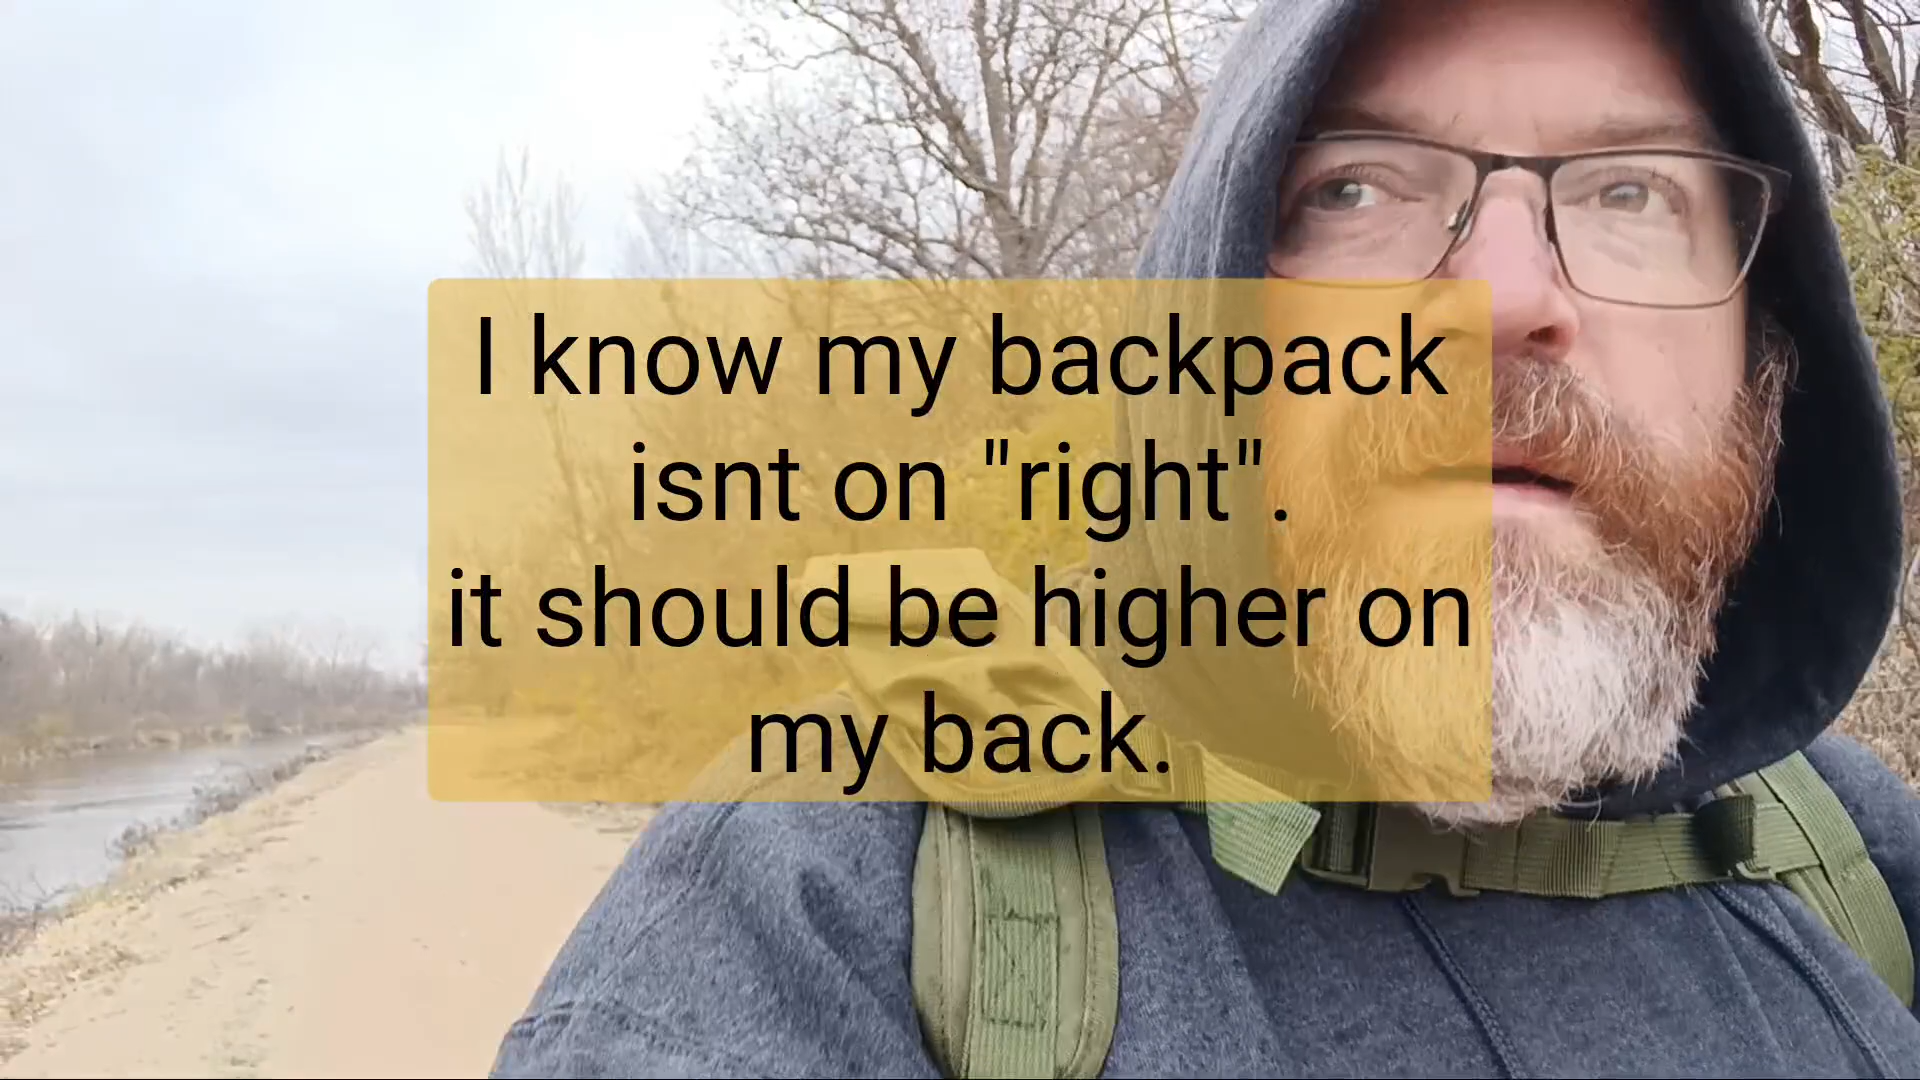 I know my backpack
isnt on "right".
it should be higher on
my back.